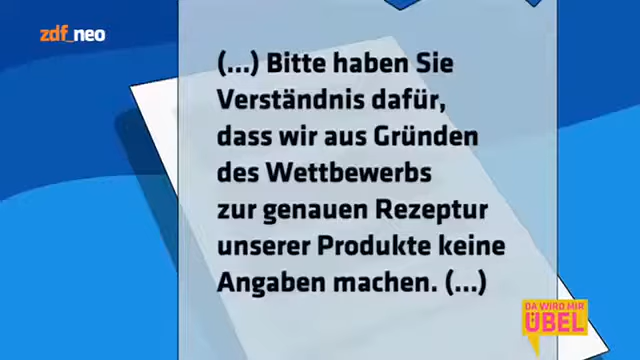 zdf_neo
(...) Bitte haben Sie
Verständnis dafür,
dass wir aus Gründen
des Wettbewerbs
zur genauen Rezeptur
unserer Produkte keine
Angaben machen. (...)
DA WIRD MIR
ÜBEL